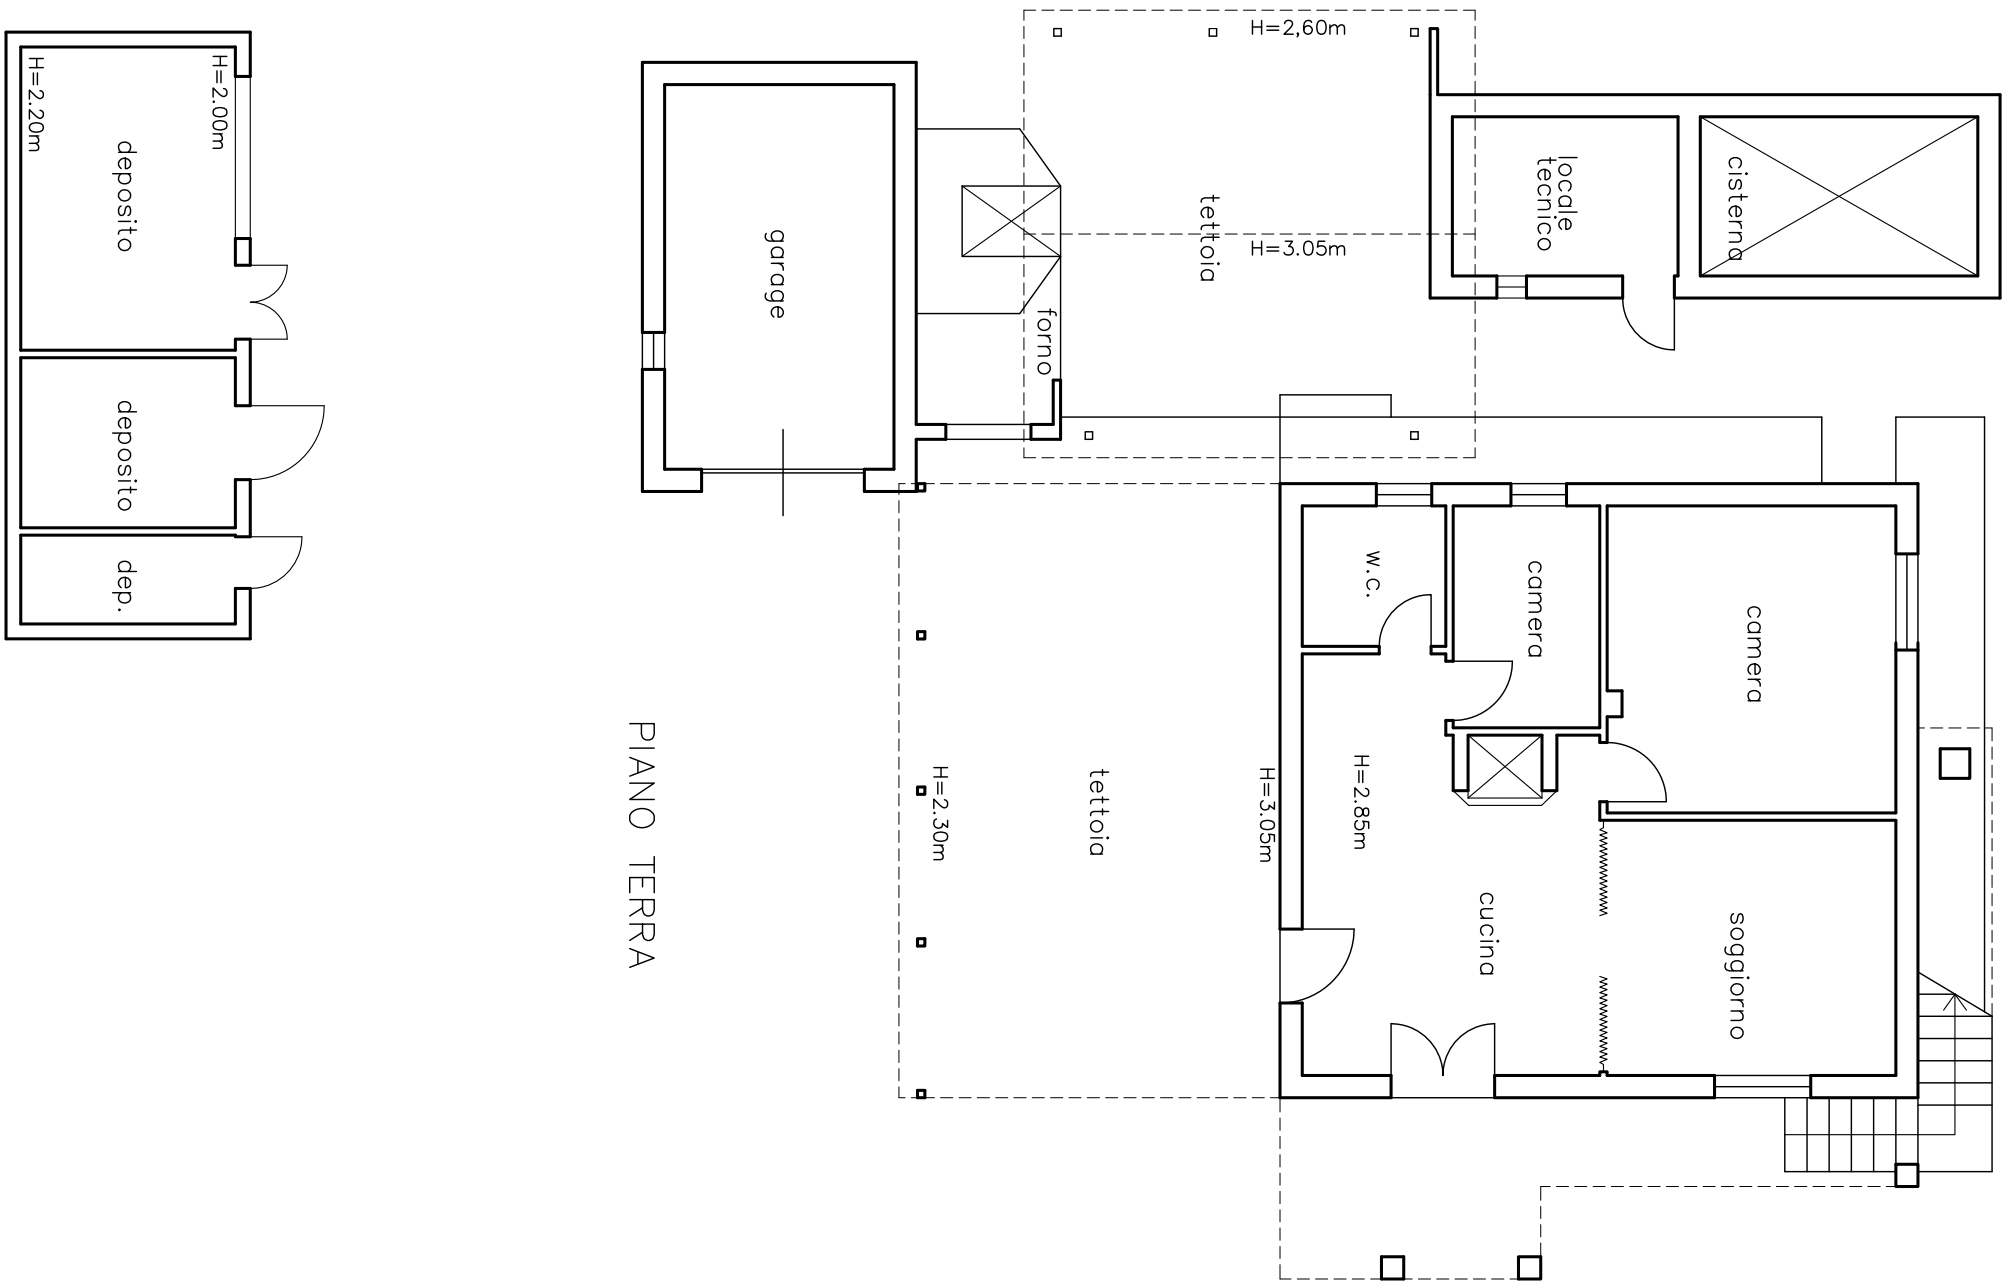 H=2.20m
H=2.00m
deposito
deposito
dep.
garage
forno
H=2,60m
tettoia
H=3.05m
locale
tecnico
cisterna
w.c.
camera
camera
H=2.30m
tettoia
H=3.05m
H=2.85m
cucina
soggiorno
PIANO TERRA